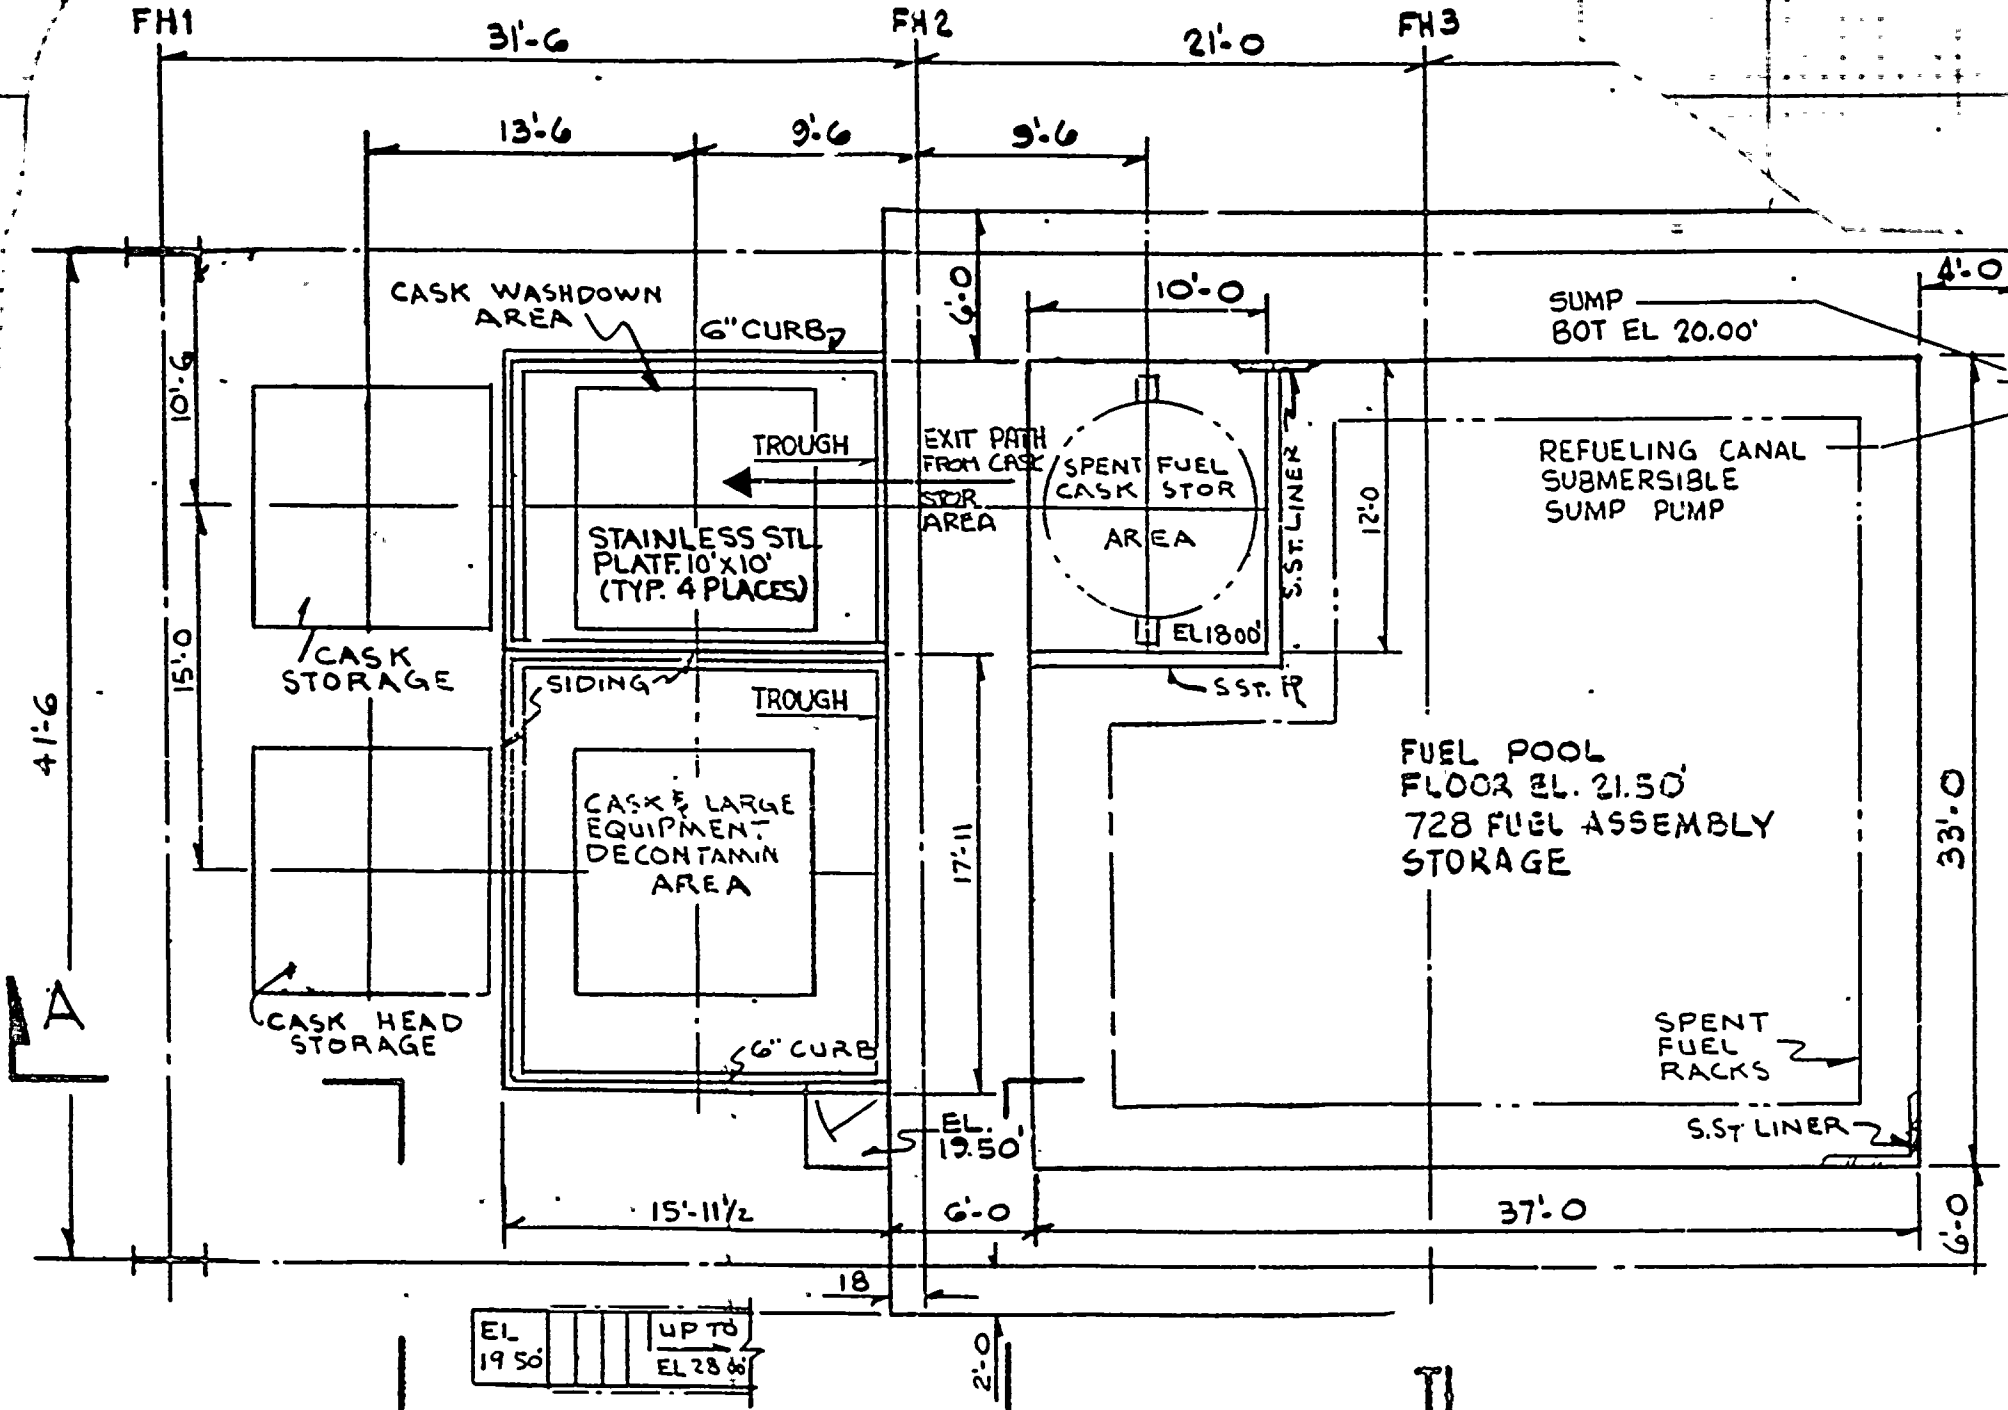 FH1
FH2
FH3
31'-6
21'-0
13'-6
9'-6
9'-6
4'-0
CASK WASHDOWN
AREA
6" CURB
6'-0
10'-0
SUMP
BOT EL 20.00'
10'-6
TROUGH
EXIT PATH
FROM CASK
STOR
AREA
SPENT FUEL
CASK STOR
AREA
S.ST. LINER
12'-0
REFUELING CANAL
SUBMERSIBLE
SUMP PUMP
STAINLESS STL
PLATF. 10'X10'
(TYP. 4 PLACES)
EL 18 00'
CASK
STORAGE
15'-0
SIDING
TROUGH
S ST. PL
41'-6
FUEL POOL
FLOOR EL. 21.50'
728 FUEL ASSEMBLY
STORAGE
CASK & LARGE
EQUIPMENT
DECONTAMIN
AREA
17'-11
33'-0
A
CASK HEAD
STORAGE
6" CURB
SPENT
FUEL
RACKS
EL.
19.50'
S.ST LINER
15'-11 1/2
6'-0
37'-0
6'-0
18
EL
19 50'
UP TO
EL 28
2'-0